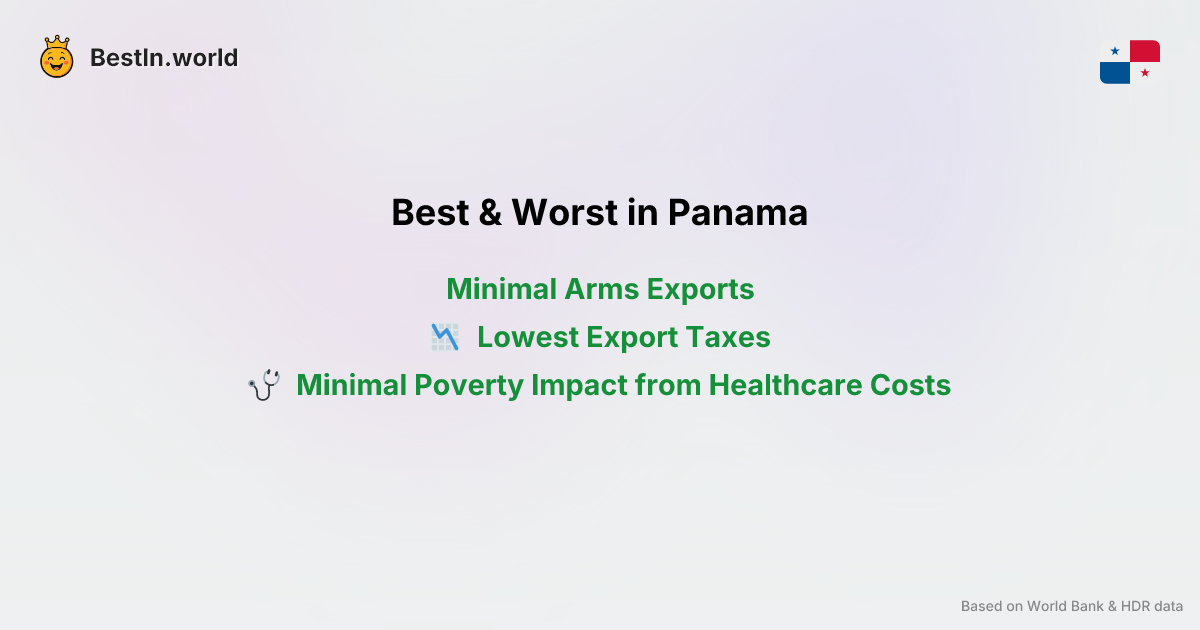 BestIn.world
Best & Worst in Panama
Minimal Arms Exports
Lowest Export Taxes
Minimal Poverty Impact from Healthcare Costs
Based on World Bank & HDR data